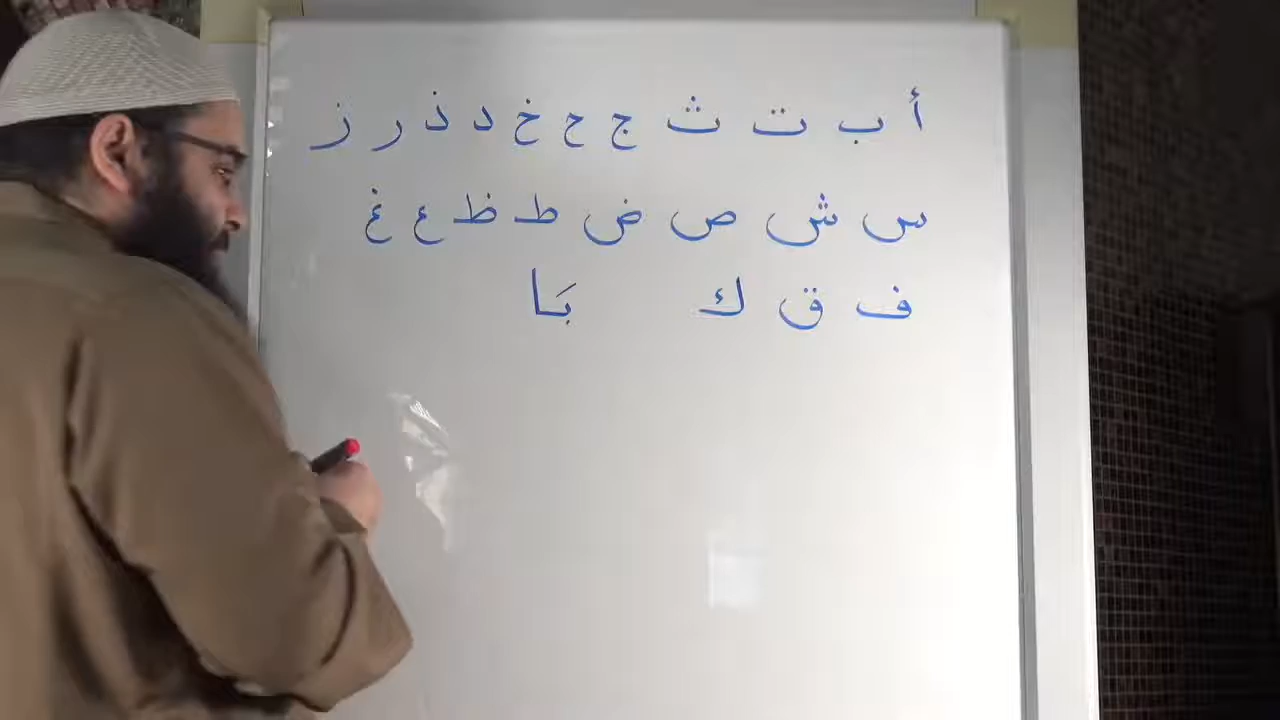 أ ب ت ث ج ح خ د ذ ر ز
س ش ص ض ط ظ ع غ
ف ق ك بَا